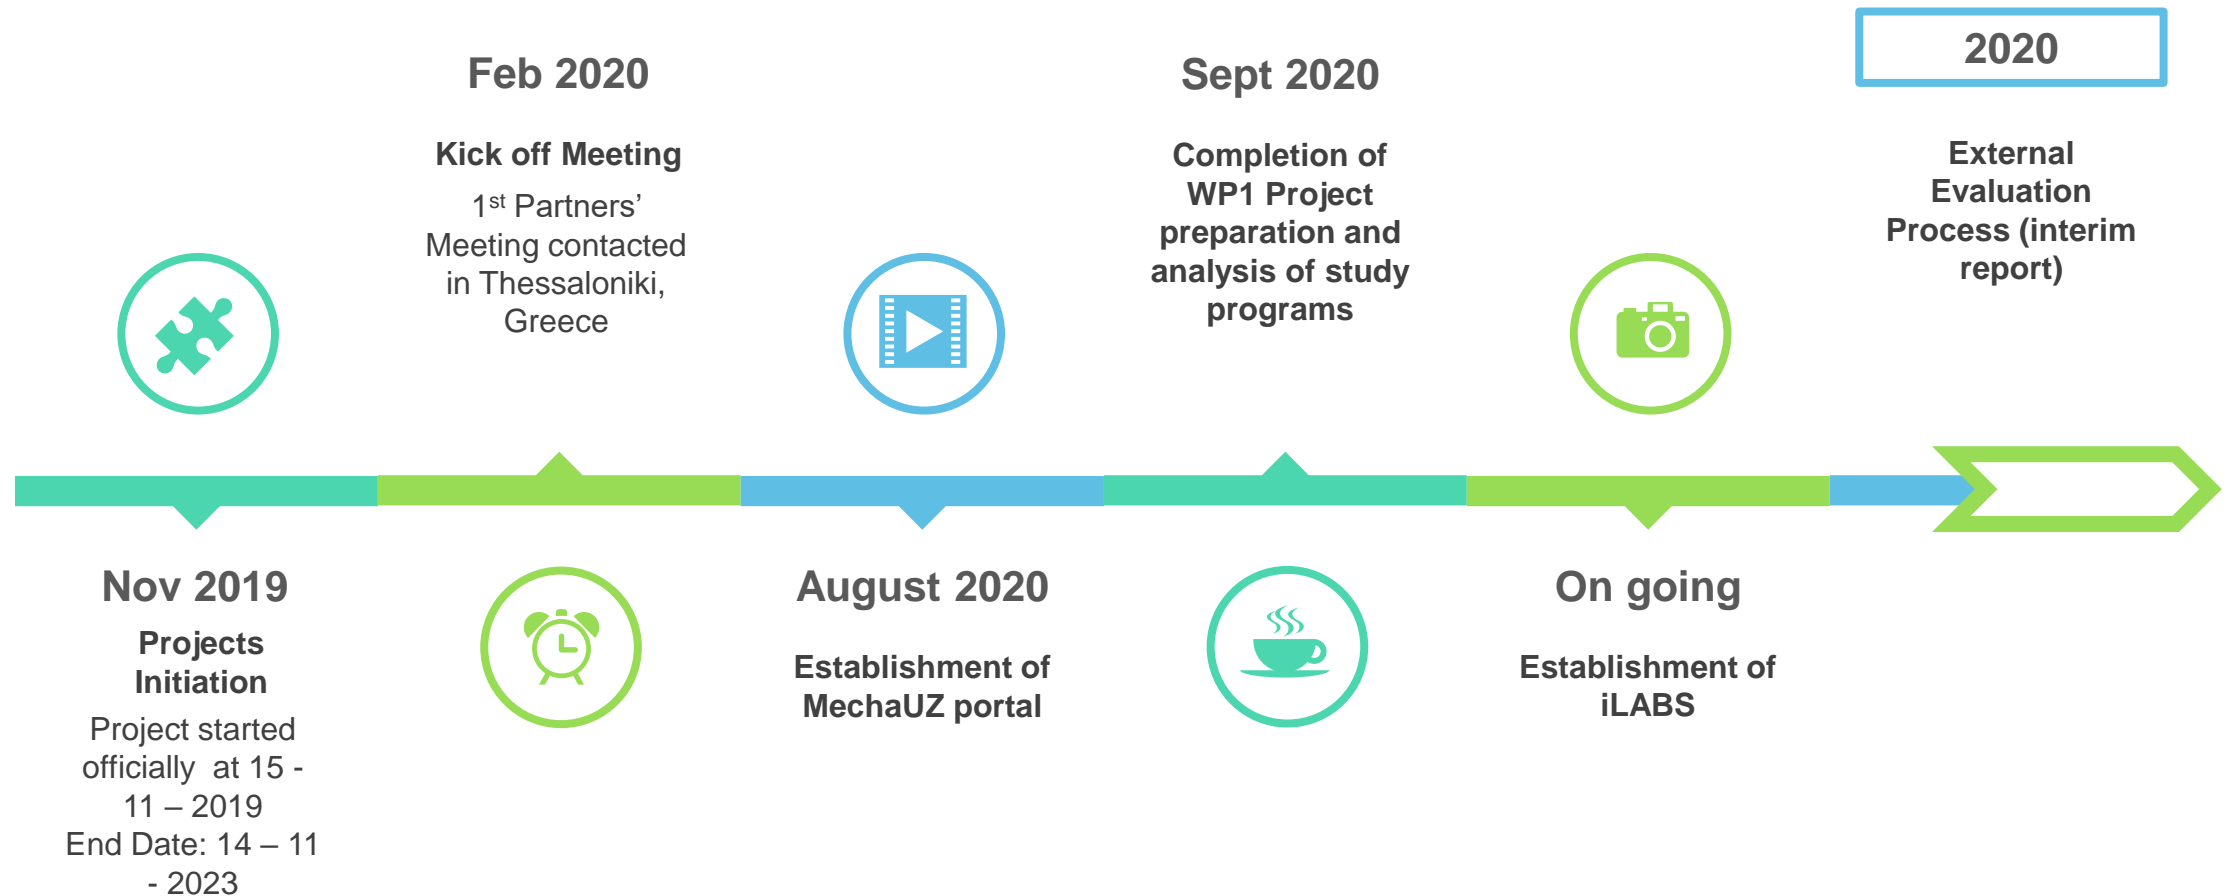 Nov 2019
Projects
Initiation
Project started
officially  at 15 -
11 – 2019
End Date: 14 – 11
- 2023
Feb 2020
Kick off Meeting
1st Partners’
Meeting contacted
in Thessaloniki,
Greece
August 2020
Establishment of
MechaUZ portal
Sept 2020
Completion of
WP1 Project
preparation and
analysis of study
programs
On going
Establishment of
iLABS
2020
External
Evaluation
Process (interim
report)